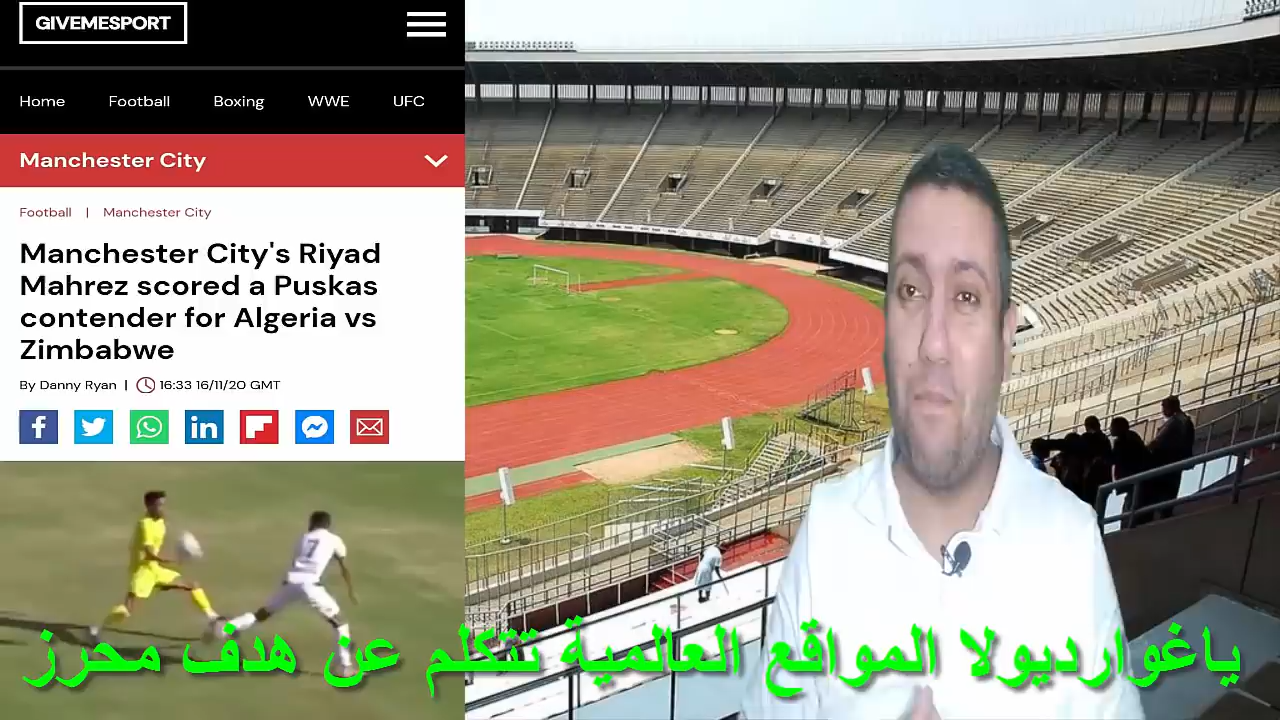 GIVEMESPORT
Home Football Boxing WWE UFC
Manchester City
Football | Manchester City
Manchester City's Riyad
Mahrez scored a Puskas
contender for Algeria vs
Zimbabwe
By Danny Ryan | 16:33 16/11/20 GMT
f in
7
ياغوارديولا المواقع العالمية تتكلم عن هدف محرز